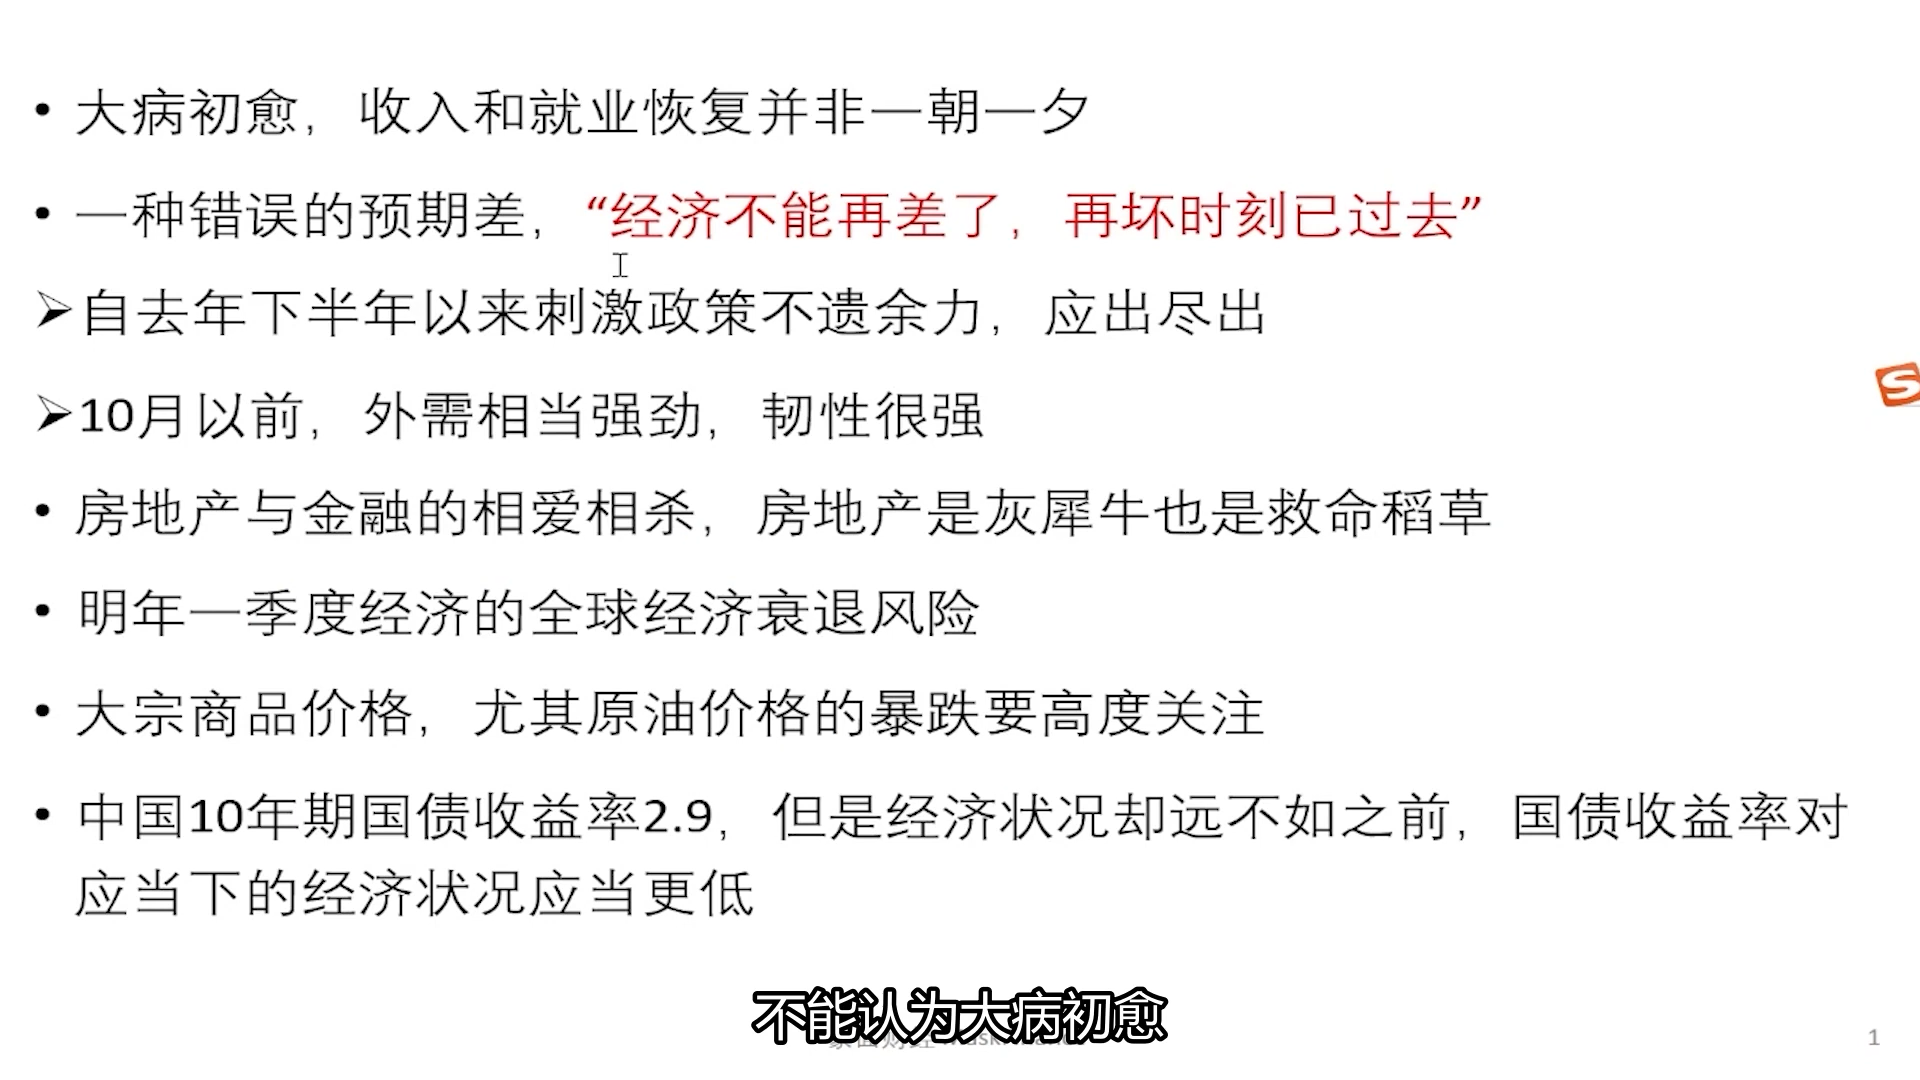 • 大病初愈，收入和就业恢复并非一朝一夕
• 一种错误的预期差，“经济不能再差了，再坏时刻已过去”
➢自去年下半年以来刺激政策不遗余力，应出尽出
➢10月以前，外需相当强劲，韧性很强
• 房地产与金融的相爱相杀，房地产是灰犀牛也是救命稻草
• 明年一季度经济的全球经济衰退风险
• 大宗商品价格，尤其原油价格的暴跌要高度关注
• 中国10年期国债收益率2.9，但是经济状况却远不如之前，国债收益率对
应当下的经济状况应当更低
不能认为大病初愈
1
S